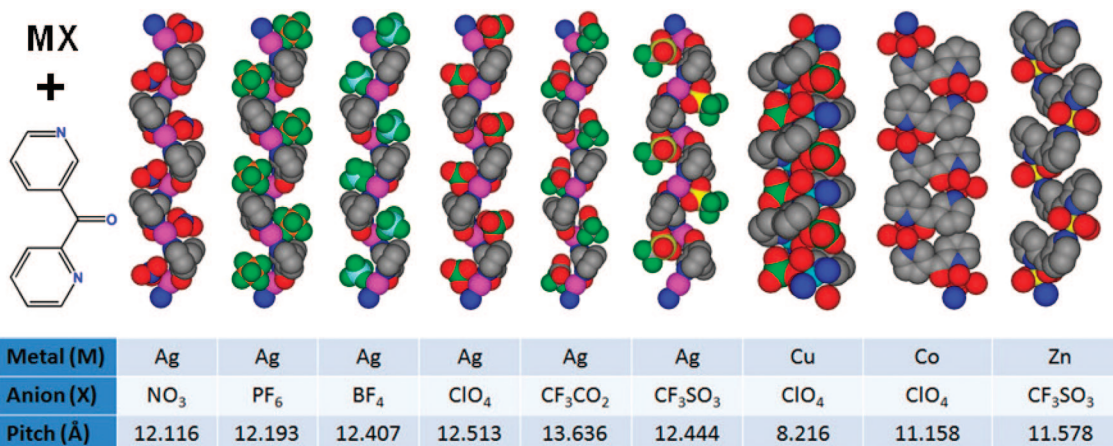 MX
+
N
O
N
Metal (M) Ag Ag Ag Ag Ag Ag Cu Co Zn
Anion (X) NO₃ PF₆ BF₄ ClO₄ CF₃CO₂ CF₃SO₃ ClO₄ ClO₄ CF₃SO₃
Pitch (Å) 12.116 12.193 12.407 12.513 13.636 12.444 8.216 11.158 11.578